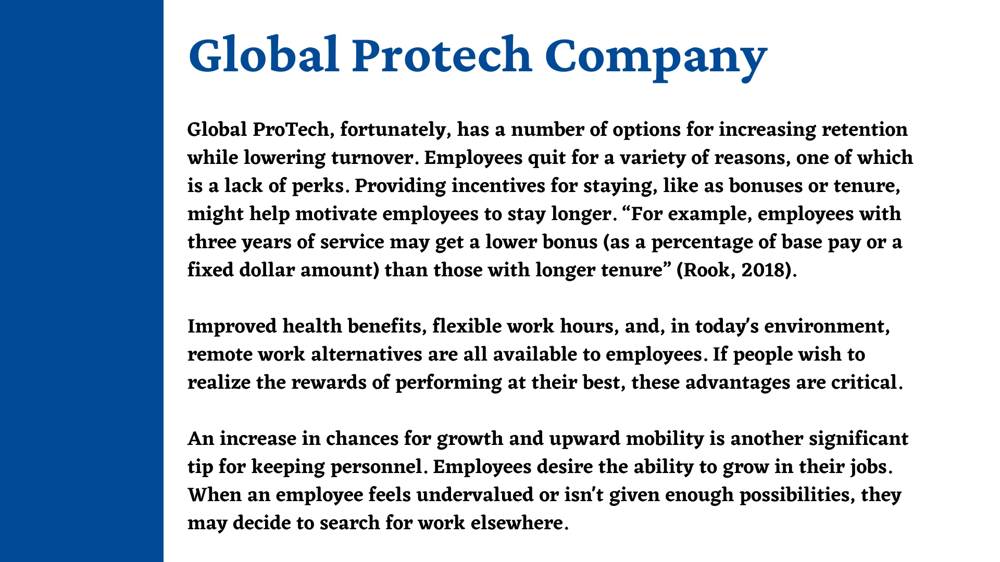 Global Protech Company
Global ProTech, fortunately, has a number of options for increasing retention
while lowering turnover. Employees quit for a variety of reasons, one of which
is a lack of perks. Providing incentives for staying, like as bonuses or tenure,
might help motivate employees to stay longer. “For example, employees with
three years of service may get a lower bonus (as a percentage of base pay or a
fixed dollar amount) than those with longer tenure” (Rook, 2018).
Improved health benefits, flexible work hours, and, in today's environment,
remote work alternatives are all available to employees. If people wish to
realize the rewards of performing at their best, these advantages are critical.
An increase in chances for growth and upward mobility is another significant
tip for keeping personnel. Employees desire the ability to grow in their jobs.
When an employee feels undervalued or isn't given enough possibilities, they
may decide to search for work elsewhere.